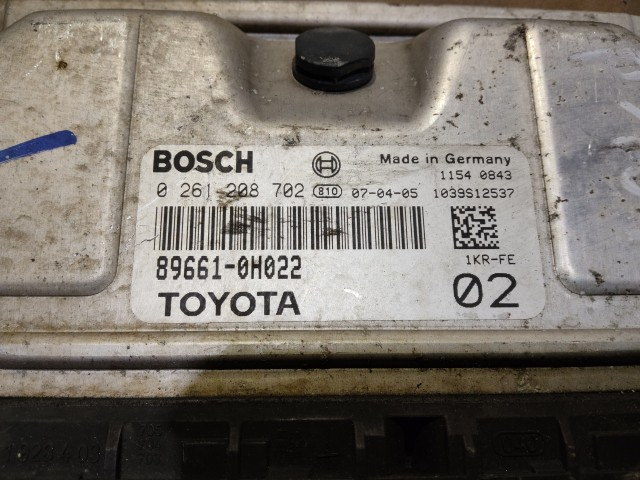 BOSCH Made in Germany
1154 0843
0 261 208 702 810 07-04-05 1039S12537
89661-0H022 1KR-FE
TOYOTA 02